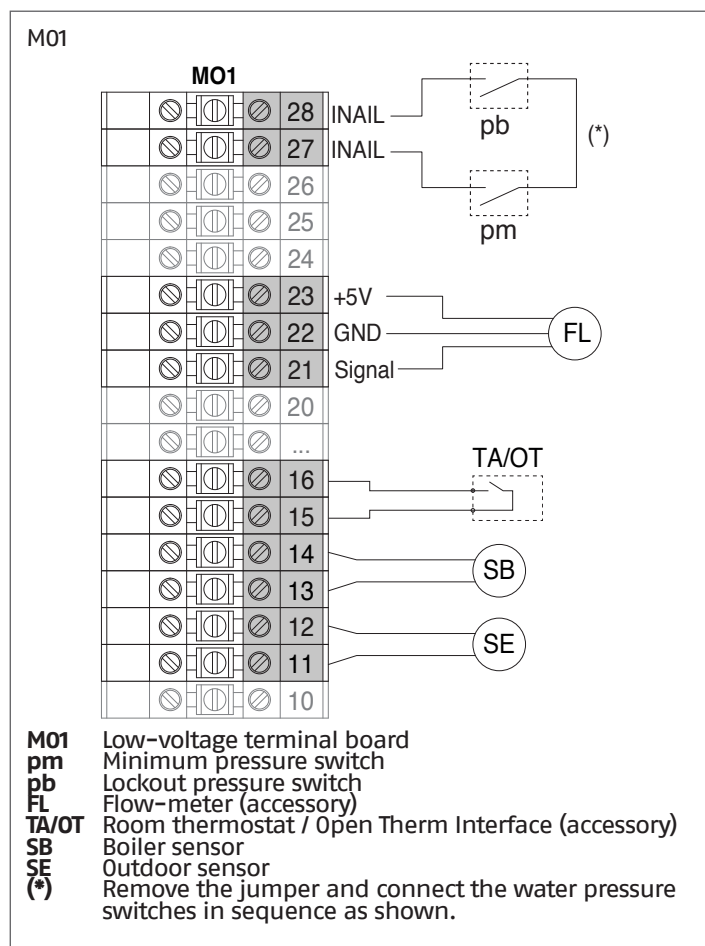 M01
MO1
28 INAIL
pb
(*)
27 INAIL
26
pm
25
24
23 +5V
22 GND
FL
21 Signal
20
...
TA/OT
16
15
14
SB
13
12
SE
11
10
M01 Low-voltage terminal board
pm Minimum pressure switch
pb Lockout pressure switch
FL Flow-meter (accessory)
TA/OT Room thermostat / Open Therm Interface (accessory)
SB Boiler sensor
SE Outdoor sensor
(*) Remove the jumper and connect the water pressure
switches in sequence as shown.